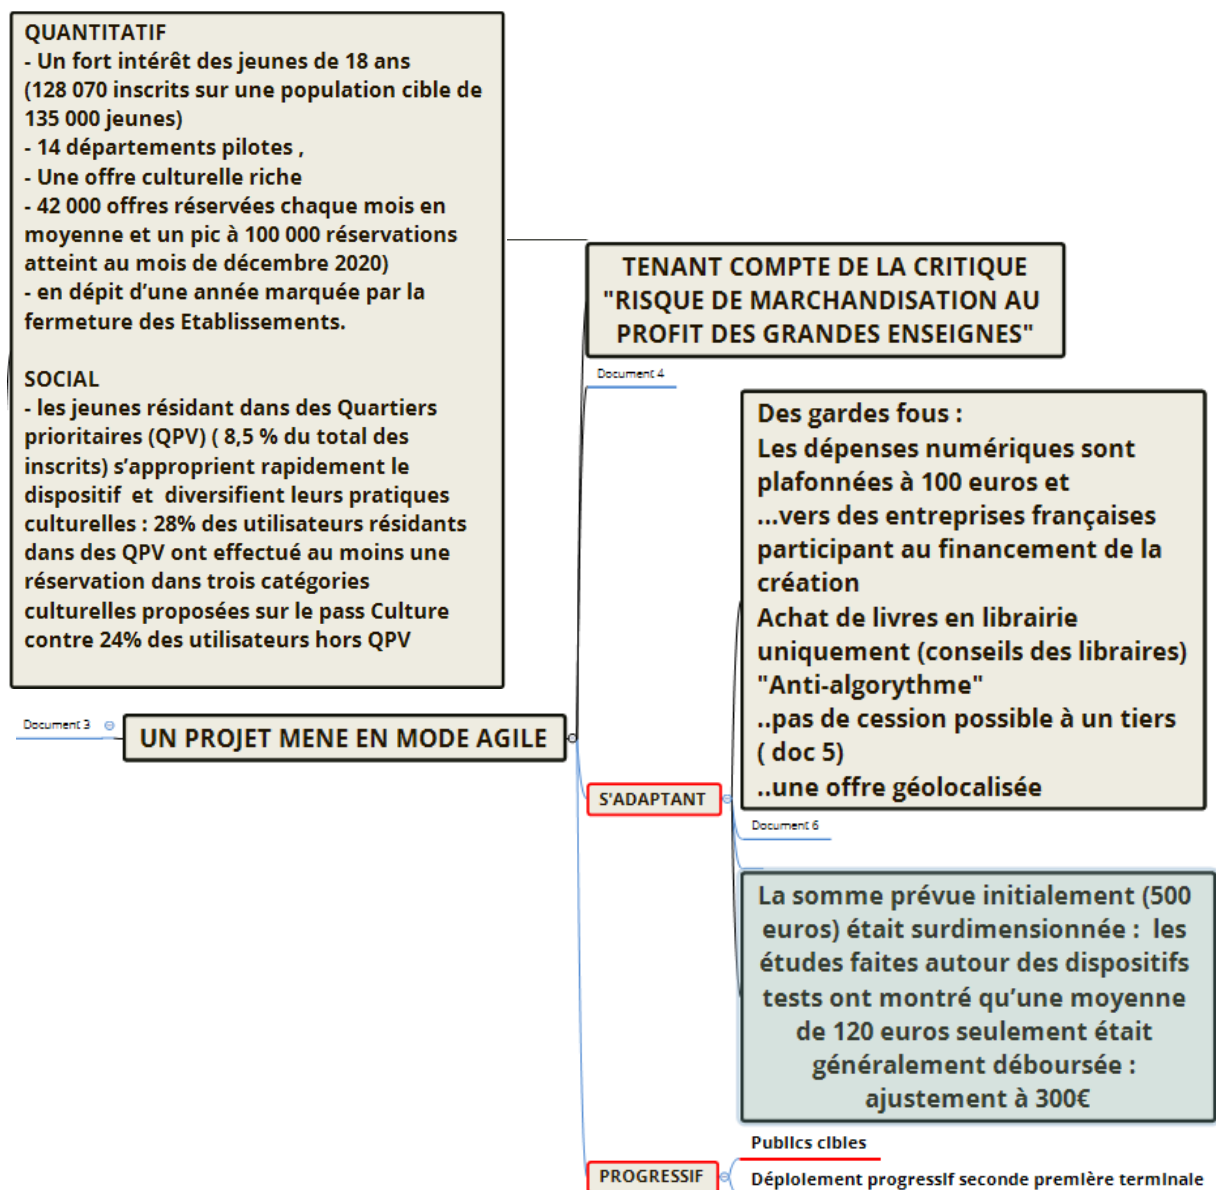 QUANTITATIF
- Un fort intérêt des jeunes de 18 ans
(128 070 inscrits sur une population cible de
135 000 jeunes)
- 14 départements pilotes ,
- Une offre culturelle riche
- 42 000 offres réservées chaque mois en
moyenne et un pic à 100 000 réservations
atteint au mois de décembre 2020)
- en dépit d’une année marquée par la
fermeture des Etablissements.
SOCIAL
- les jeunes résidant dans des Quartiers
prioritaires (QPV) ( 8,5 % du total des
inscrits) s’approprient rapidement le
dispositif et diversifient leurs pratiques
culturelles : 28% des utilisateurs résidants
dans des QPV ont effectué au moins une
réservation dans trois catégories
culturelles proposées sur le pass Culture
contre 24% des utilisateurs hors QPV
Document 3
UN PROJET MENE EN MODE AGILE
TENANT COMPTE DE LA CRITIQUE
"RISQUE DE MARCHANDISATION AU
PROFIT DES GRANDES ENSEIGNES"
Document 4
S'ADAPTANT
Des gardes fous :
Les dépenses numériques sont
plafonnées à 100 euros et
...vers des entreprises françaises
participant au financement de la
création
Achat de livres en librairie
uniquement (conseils des libraires)
"Anti-algorythme"
..pas de cession possible à un tiers
( doc 5)
..une offre géolocalisée
Document 6
La somme prévue initialement (500
euros) était surdimensionnée : les
études faites autour des dispositifs
tests ont montré qu’une moyenne
de 120 euros seulement était
généralement déboursée :
ajustement à 300€
PROGRESSIF
Publics cibles
Déploiement progressif seconde première terminale